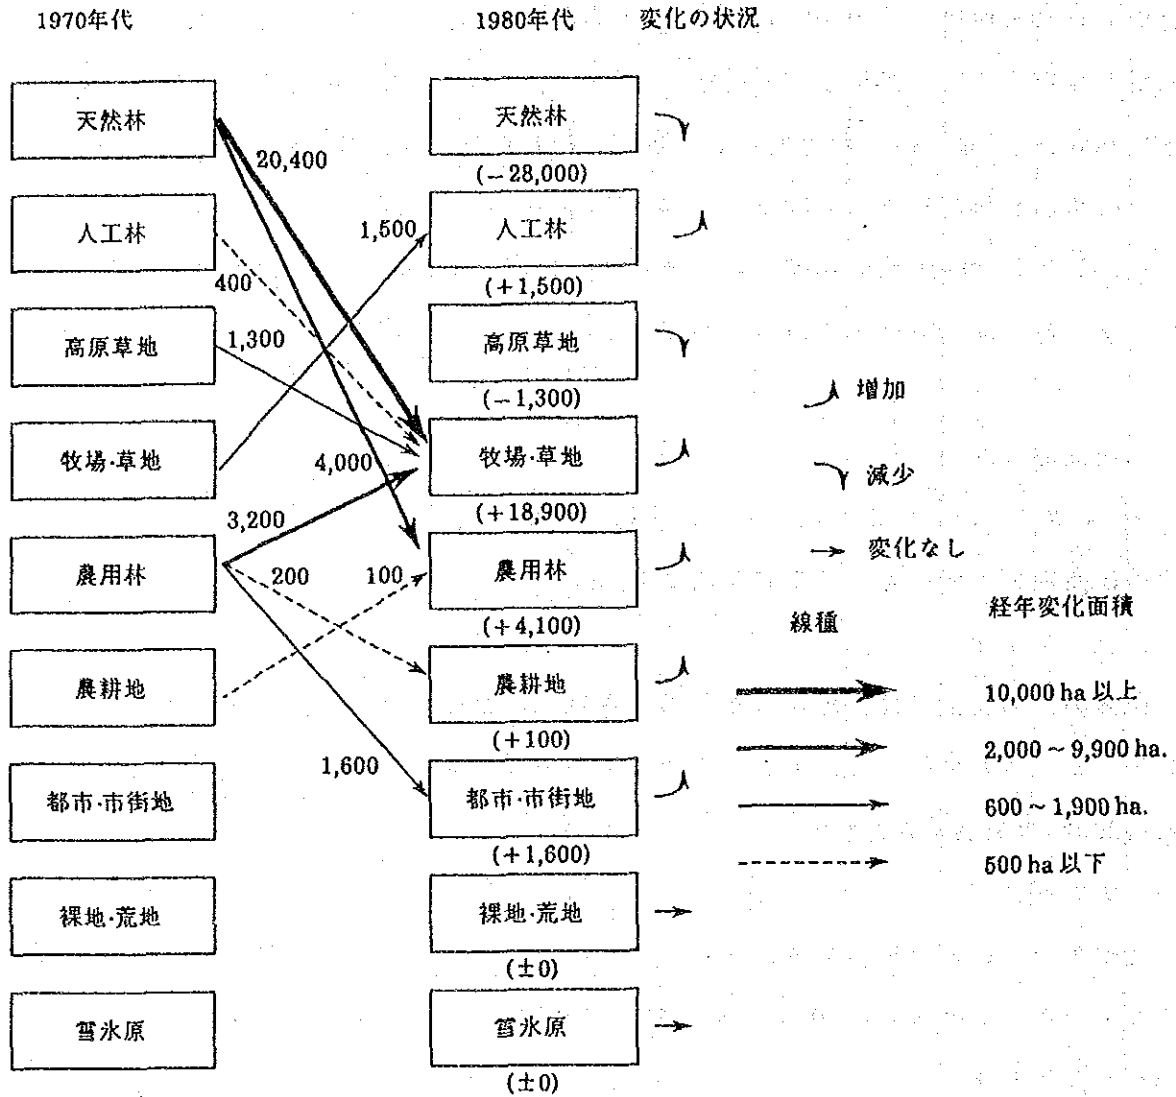 1970年代
1980年代
変化の状況
天然林
人工林
高原草地
牧場・草地
農用林
農耕地
都市・市街地
裸地・荒地
雪氷原
20,400
1,500
400
1,300
4,000
3,200
200
100
1,600
天然林
(-28,000)
人工林
(+1,500)
高原草地
(-1,300)
牧場・草地
(+18,900)
農用林
(+4,100)
農耕地
(+100)
都市・市街地
(+1,600)
裸地・荒地
(±0)
雪氷原
(±0)
増加
減少
変化なし
線種 経年変化面積
10,000 ha 以上
2,000 ~ 9,900 ha.
600 ~ 1,900 ha.
500 ha 以下